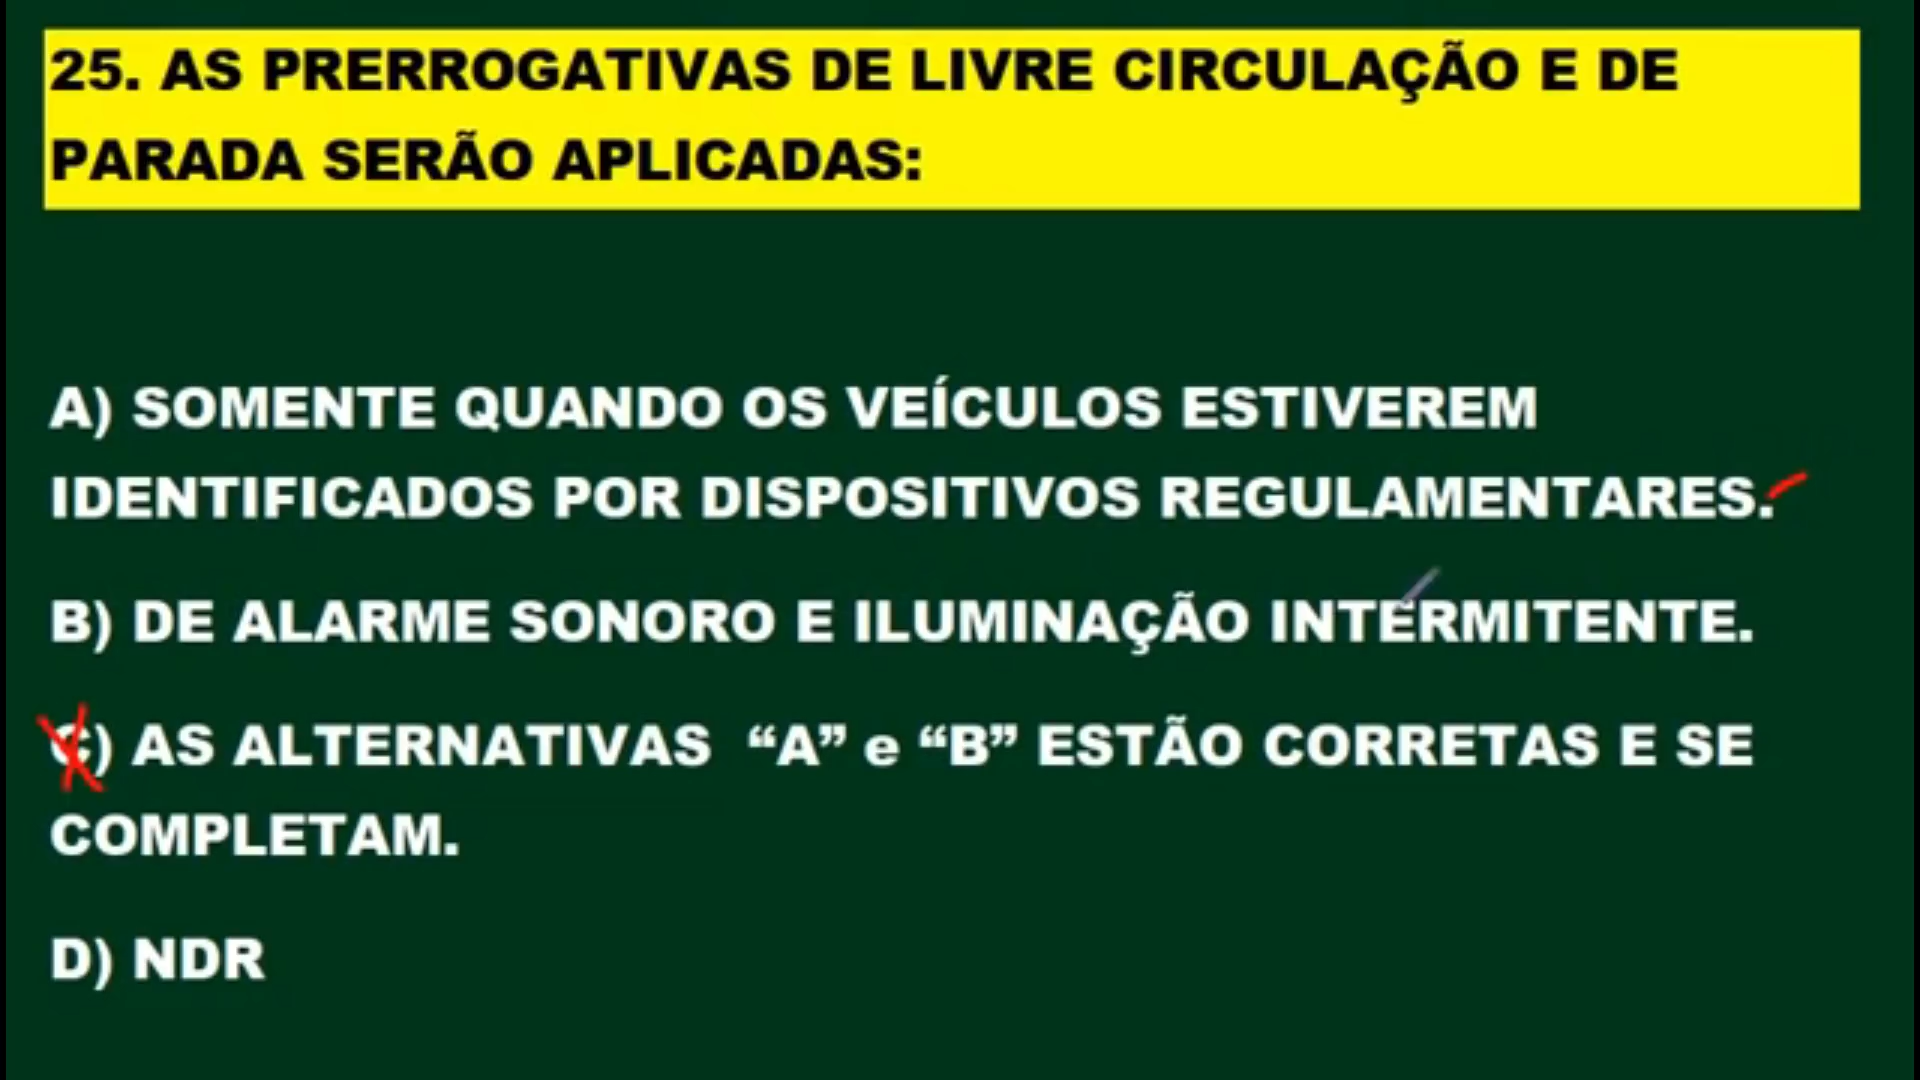 25. AS PRERROGATIVAS DE LIVRE CIRCULAÇÃO E DE
PARADA SERÃO APLICADAS:
A) SOMENTE QUANDO OS VEÍCULOS ESTIVEREM
IDENTIFICADOS POR DISPOSITIVOS REGULAMENTARES.
B) DE ALARME SONORO E ILUMINAÇÃO INTERMITENTE.
C) AS ALTERNATIVAS “A” e “B” ESTÃO CORRETAS E SE
COMPLETAM.
D) NDR